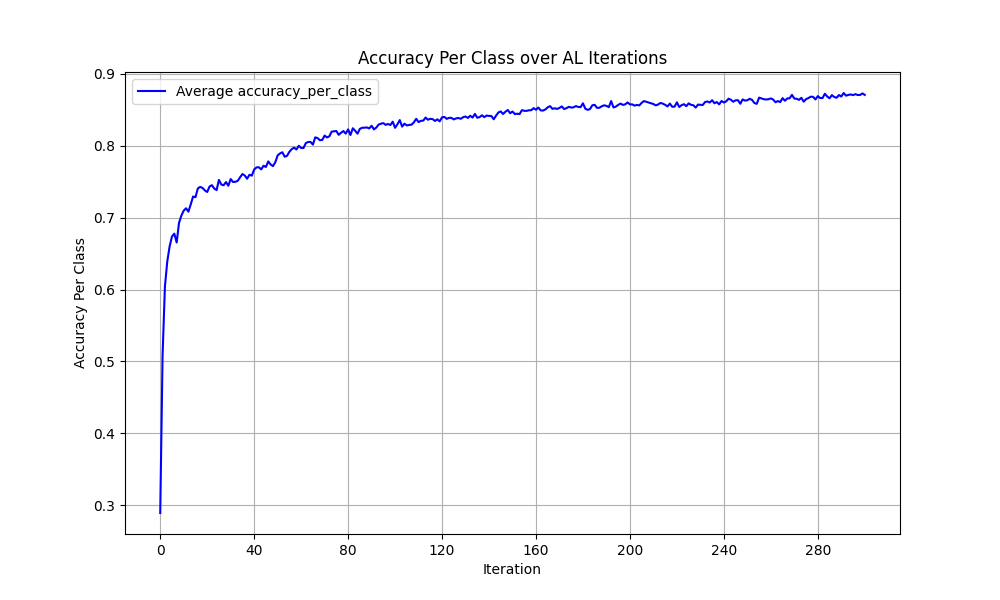 Accuracy Per Class over AL Iterations
Average accuracy_per_class
Accuracy Per Class
0.9
0.8
0.7
0.6
0.5
0.4
0.3
0 40 80 120 160 200 240 280
Iteration